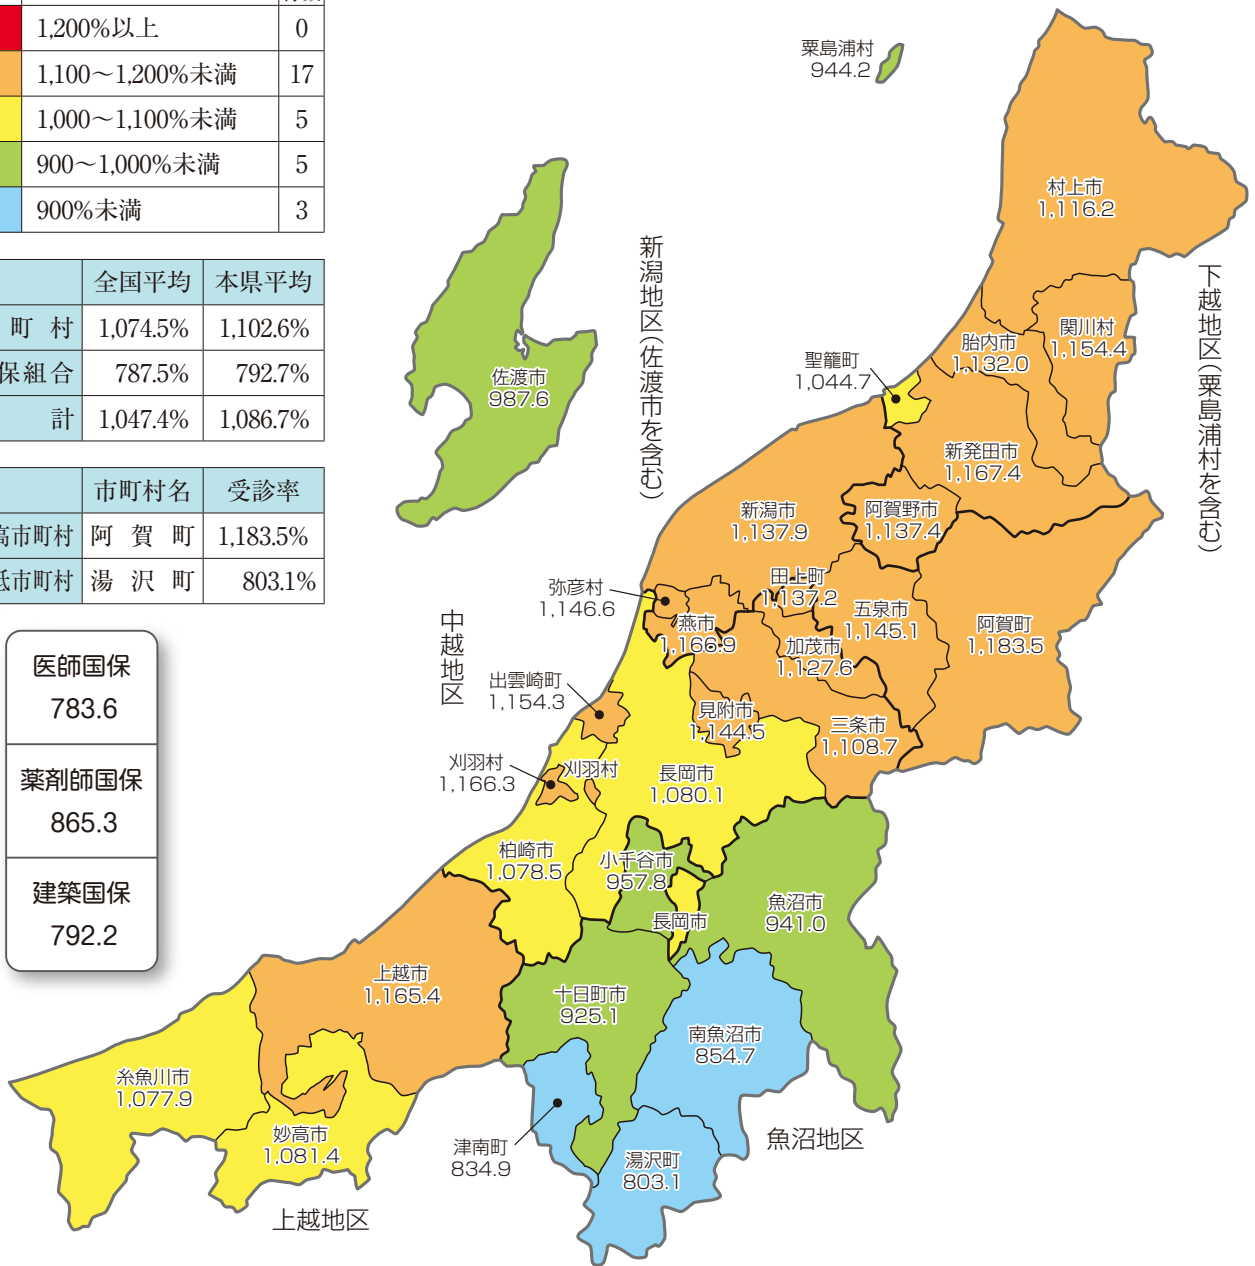 1,200%以上 0
1,100～1,200%未満 17
1,000～1,100%未満 5
900～1,000%未満 5
900%未満 3
全国平均 本県平均
町村 1,074.5% 1,102.6%
保組合 787.5% 792.7%
計 1,047.4% 1,086.7%
市町村名 受診率
高市町村 阿賀町 1,183.5%
低市町村 湯沢町 803.1%
医師国保
783.6
薬剤師国保
865.3
建築国保
792.2
粟島浦村
944.2
村上市
1,116.2
下越地区(粟島浦村を含む)
関川村
1,154.4
胎内市
1,132.0
聖籠町
1,044.7
新発田市
1,167.4
新潟地区(佐渡市を含む)
佐渡市
987.6
新潟市
1,137.9
阿賀野市
1,137.4
田上町
1,137.2
五泉市
1,145.1
阿賀町
1,183.5
弥彦村
1,146.6
燕市
1,166.9
加茂市
1,127.6
中越地区
出雲崎町
1,154.3
見附市
1,144.5
三条市
1,108.7
刈羽村
1,166.3
刈羽村
長岡市
1,080.1
柏崎市
1,078.5
小千谷市
957.8
長岡市
魚沼市
941.0
上越市
1,165.4
十日町市
925.1
南魚沼市
854.7
糸魚川市
1,077.9
妙高市
1,081.4
津南町
834.9
湯沢町
803.1
魚沼地区
上越地区